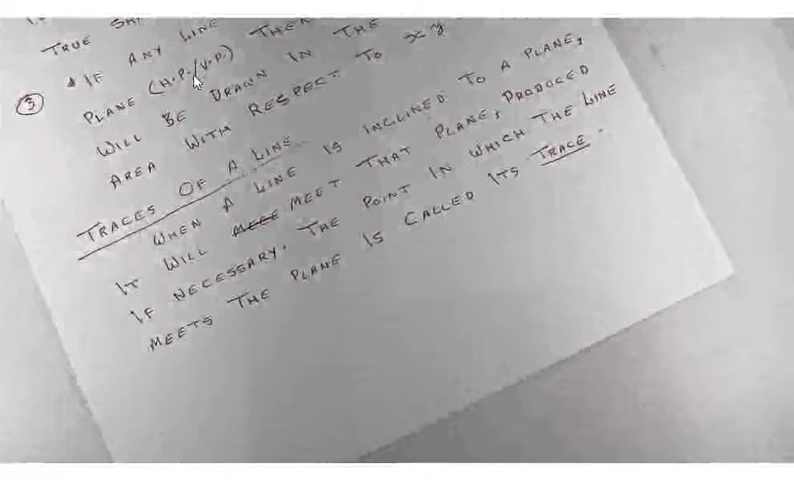 TRUE SH
③ * IF ANY LINE THEN
PLANE (H.P./V.P.)
WILL BE DRAWN IN THE
AREA WITH RESPECT TO xy
TRACES OF A LINE
WHEN A LINE IS INCLINED TO A PLANE,
IT WILL MEEE MEET THAT PLANE, PRODUCED
IF NECESSARY. THE POINT IN WHICH THE LINE
MEETS THE PLANE IS CALLED ITS TRACE.